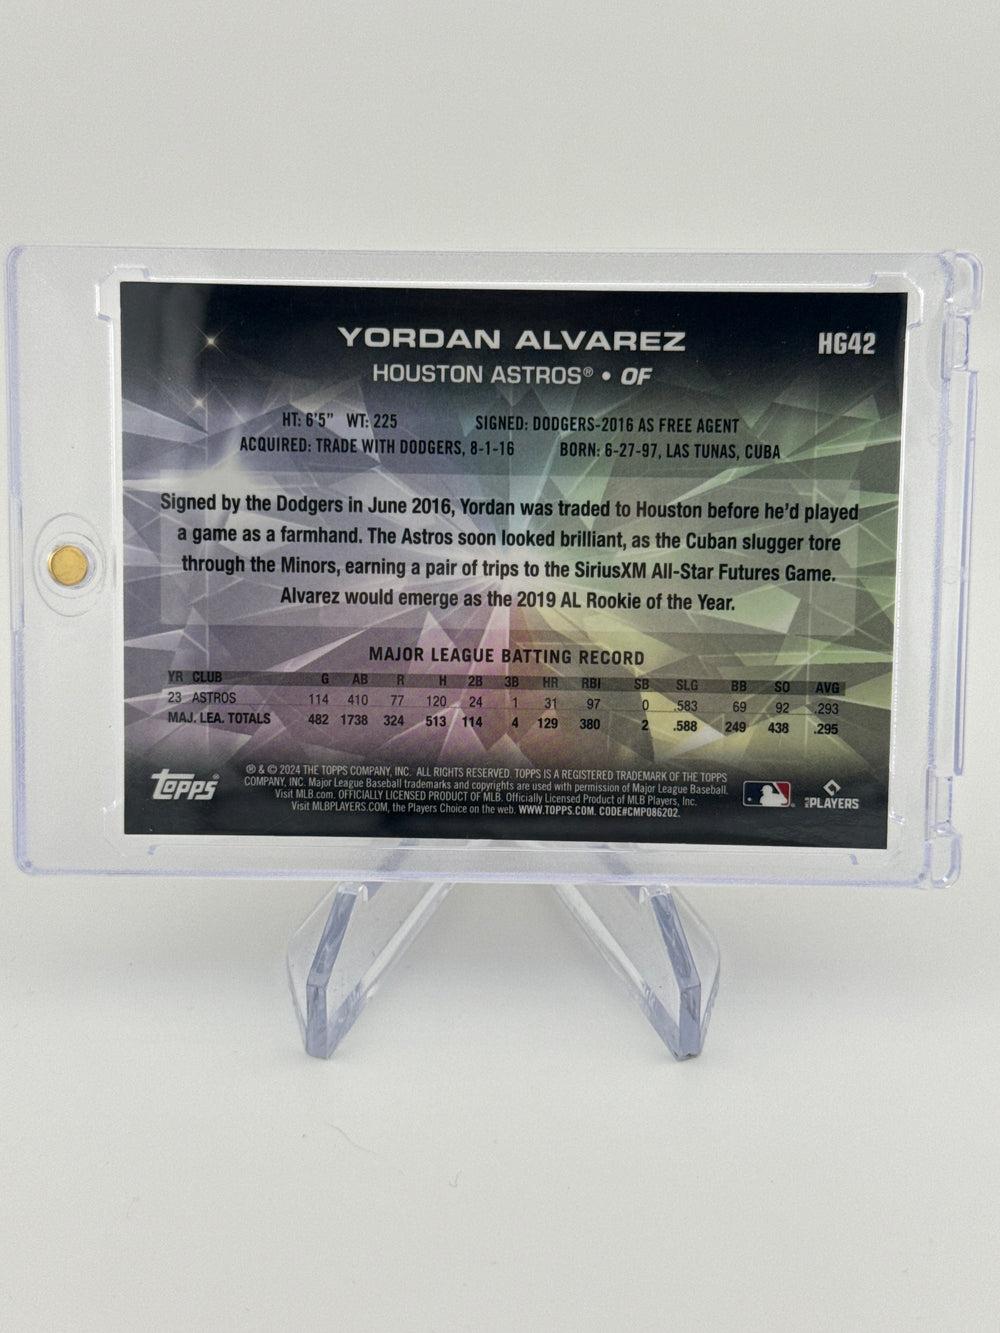 YORDAN ALVAREZ
HG42
HOUSTON ASTROS® • OF
HT: 6'5" WT: 225 SIGNED: DODGERS-2016 AS FREE AGENT
ACQUIRED: TRADE WITH DODGERS, 8-1-16 BORN: 6-27-97, LAS TUNAS, CUBA
Signed by the Dodgers in June 2016, Yordan was traded to Houston before he'd played
a game as a farmhand. The Astros soon looked brilliant, as the Cuban slugger tore
through the Minors, earning a pair of trips to the SiriusXM All-Star Futures Game.
Alvarez would emerge as the 2019 AL Rookie of the Year.
MAJOR LEAGUE BATTING RECORD
YR CLUB G AB R H 2B 3B HR RBI SB SLG BB SO AVG
23 ASTROS 114 410 77 120 24 1 31 97 0 .583 69 92 .293
MAJ. LEA. TOTALS 482 1738 324 513 114 4 129 380 2 .588 249 438 .295
TOPPS®
® & © 2024 THE TOPPS COMPANY, INC. ALL RIGHTS RESERVED. TOPPS IS A REGISTERED TRADEMARK OF THE TOPPS
COMPANY, INC. Major League Baseball trademarks and copyrights are used with permission of Major League Baseball.
Visit MLB.com. OFFICIALLY LICENSED PRODUCT OF MLB. Officially Licensed Product of MLB Players, Inc.
Visit MLBPLAYERS.COM, the Players Choice on the web. WWW.TOPPS.COM. CODE#CMP086202.
MLB PLAYERS